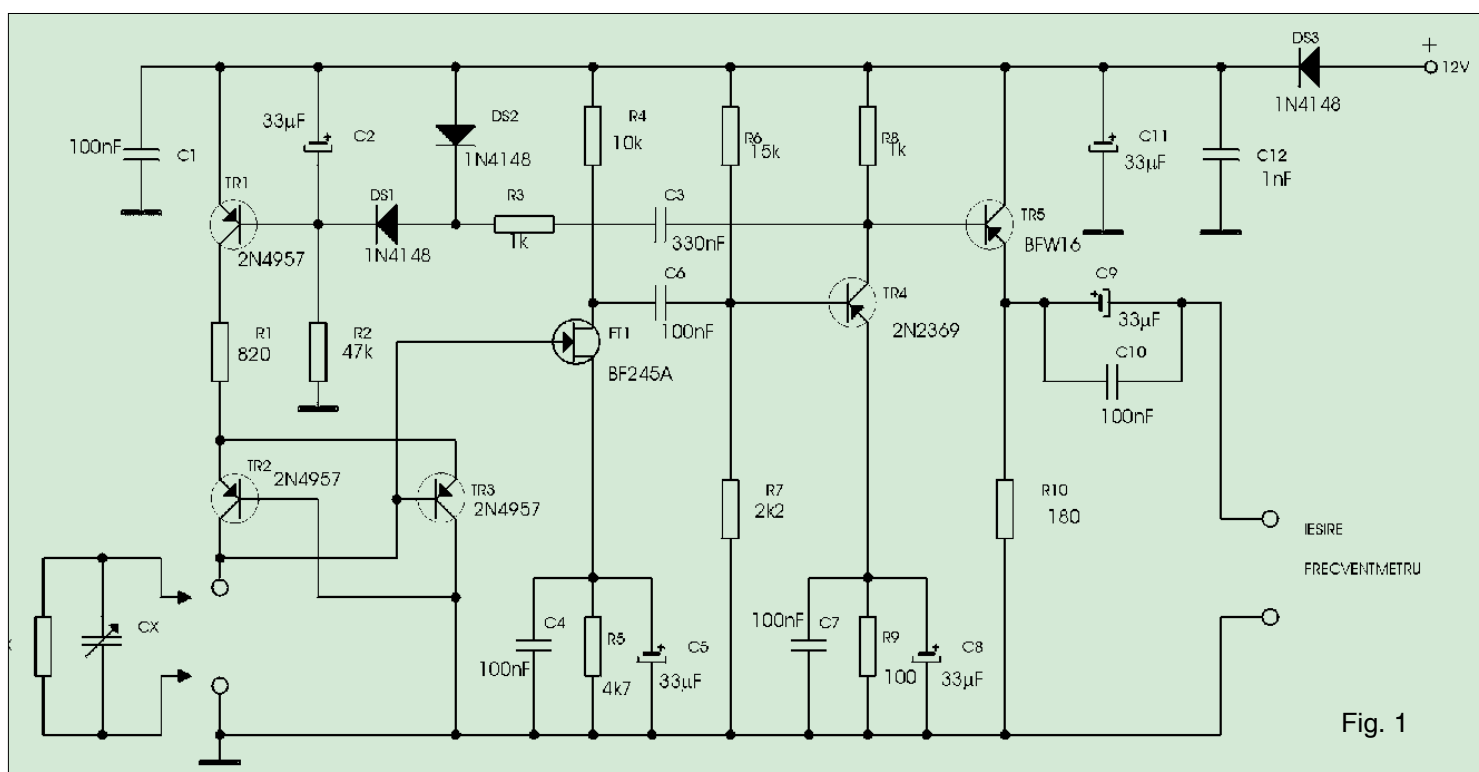 DS3
+
12V
1N4148
33µF
C2
DS2
1N4148
R4
10k
R6
15k
R8
1k
C11
33µF
C12
1nF
100nF
C1
TR1
2N4957
DS1
1N4148
R3
1k
C3
330nF
TR5
BFW16
C6
100nF
TR4
2N2369
C9
33µF
C10
100nF
R1
820
R2
47k
FT1
BF245A
TR2
2N4957
TR3
2N4957
R7
2k2
R10
180
IESIRE
FRECVENTMETRU
CX
C4
100nF
R5
4k7
C5
33µF
100nF
C7
R9
100
C8
33µF
Fig. 1